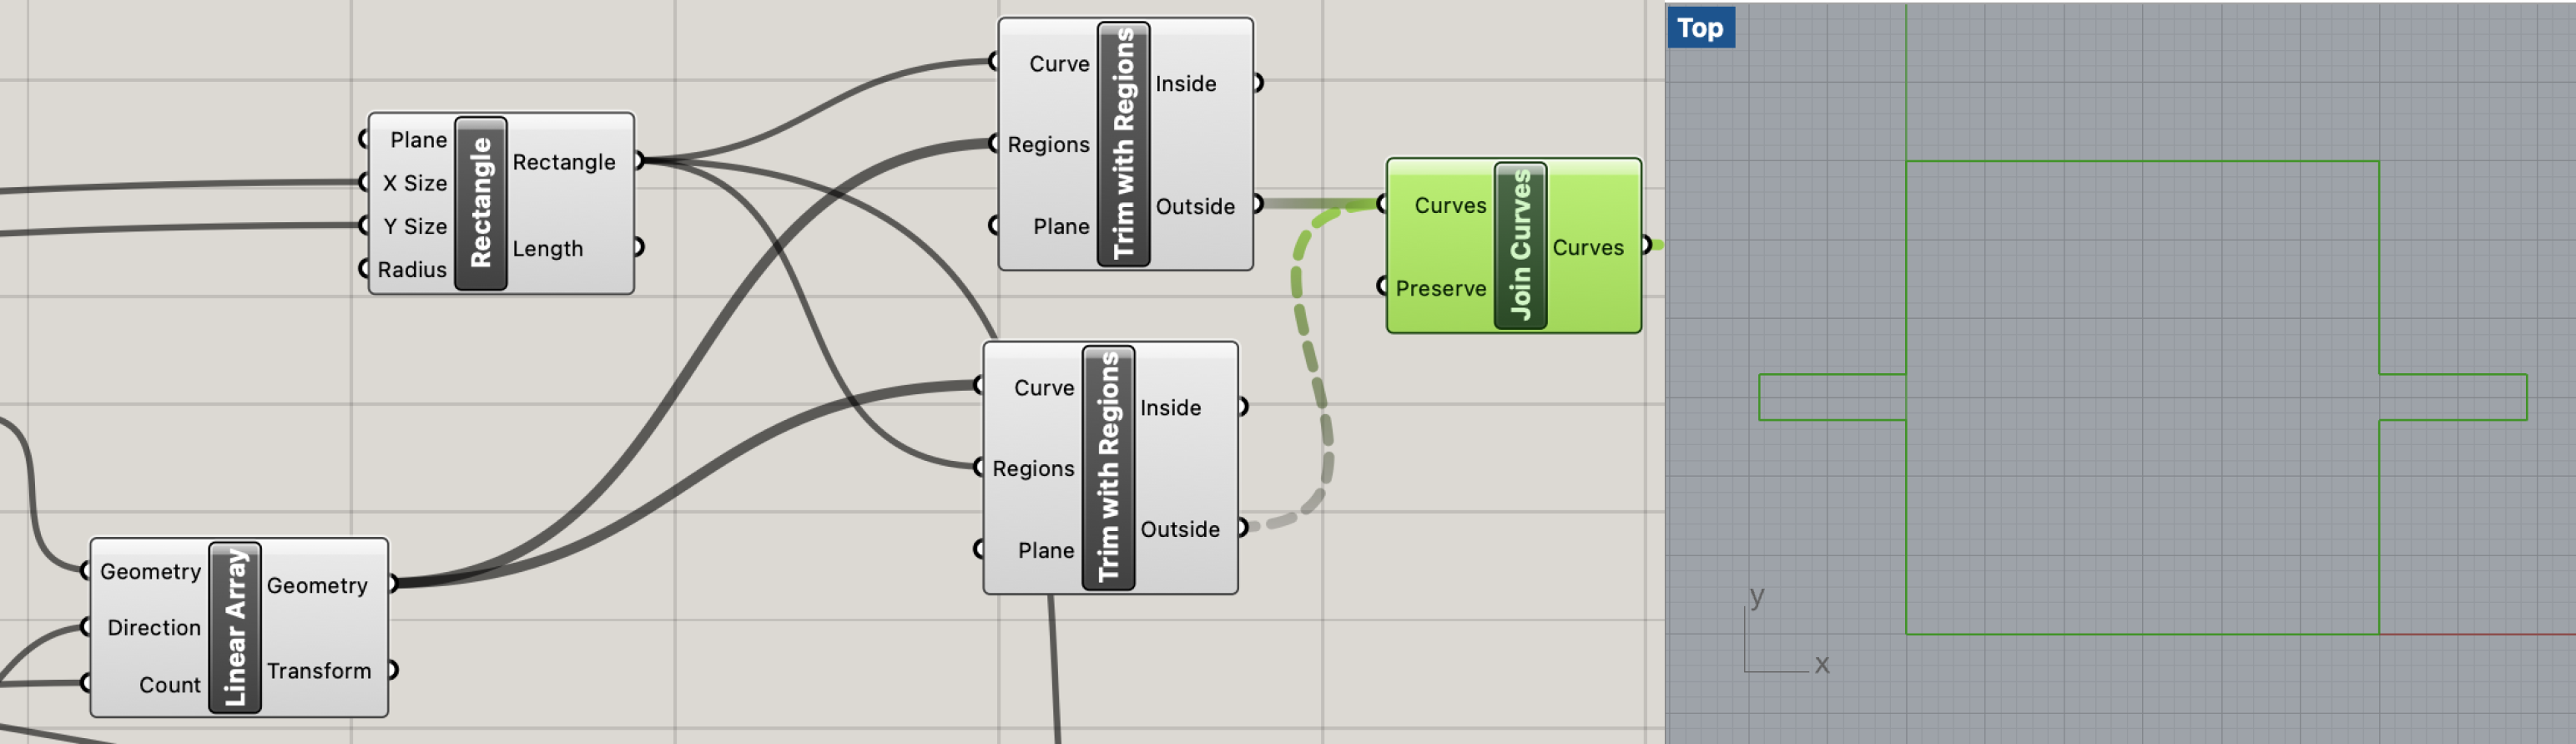 Plane
X Size
Y Size
Radius
Rectangle
Rectangle
Length
Curve
Regions
Plane
Trim with Regions
Inside
Outside
Curves
Preserve
Join Curves
Curves
Curve
Regions
Plane
Trim with Regions
Inside
Outside
Geometry
Direction
Count
Linear Array
Geometry
Transform
Top
y
x